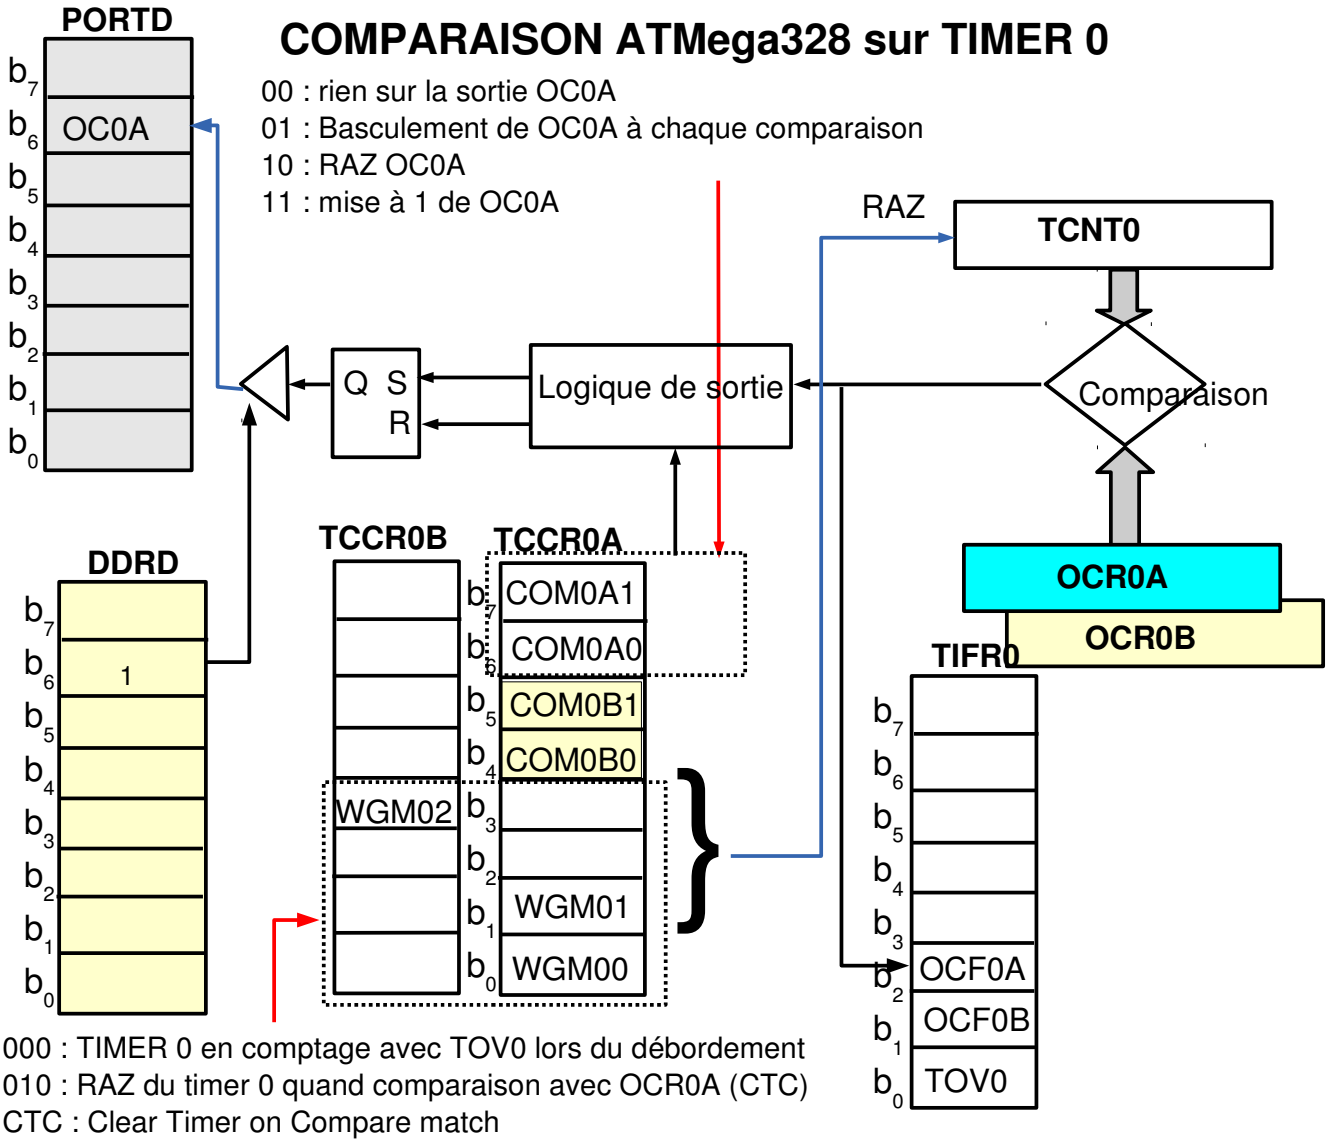 PORTD
COMPARAISON ATMega328 sur TIMER 0
00 : rien sur la sortie OC0A
01 : Basculement de OC0A à chaque comparaison
10 : RAZ OC0A
11 : mise à 1 de OC0A
b7
b6 OC0A
b5
b4
b3
b2
b1
b0
RAZ
TCNT0
Q S
R
Logique de sortie
Comparaison
OCR0A
OCR0B
DDRD
b7
b6 1
b5
b4
b3
b2
b1
b0
TCCR0B
WGM02
TCCR0A
b7 COM0A1
b6 COM0A0
b5 COM0B1
b4 COM0B0
b3
b2
b1 WGM01
b0 WGM00
}
TIFR0
b7
b6
b5
b4
b3
b2 OCF0A
b1 OCF0B
b0 TOV0
000 : TIMER 0 en comptage avec TOV0 lors du débordement
010 : RAZ du timer 0 quand comparaison avec OCR0A (CTC)
CTC : Clear Timer on Compare match